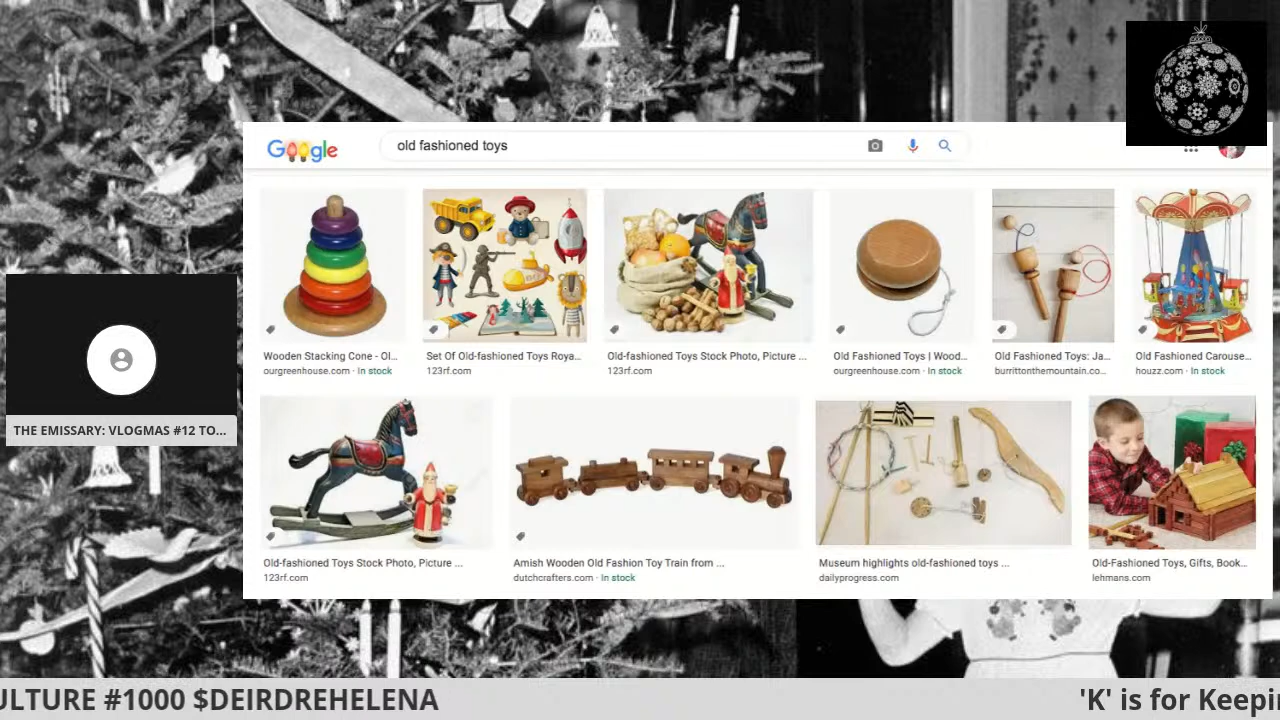 Google
old fashioned toys
Wooden Stacking Cone - Ol...
ourgreenhouse.com · In stock
Set Of Old-fashioned Toys Roya...
123rf.com
Old-fashioned Toys Stock Photo, Picture ...
123rf.com
Old Fashioned Toys | Wood...
ourgreenhouse.com · In stock
Old Fashioned Toys: Ja...
burrittonthemountain.co...
Old Fashioned Carouse...
houzz.com · In stock
THE EMISSARY: VLOGMAS #12 TO...
Old-fashioned Toys Stock Photo, Picture ...
123rf.com
Amish Wooden Old Fashion Toy Train from ...
dutchcrafters.com · In stock
Museum highlights old-fashioned toys ...
dailyprogress.com
Old-Fashioned Toys, Gifts, Book...
lehmans.com
ULTURE #1000 $DEIRDREHELENA
'K' is for Keepi